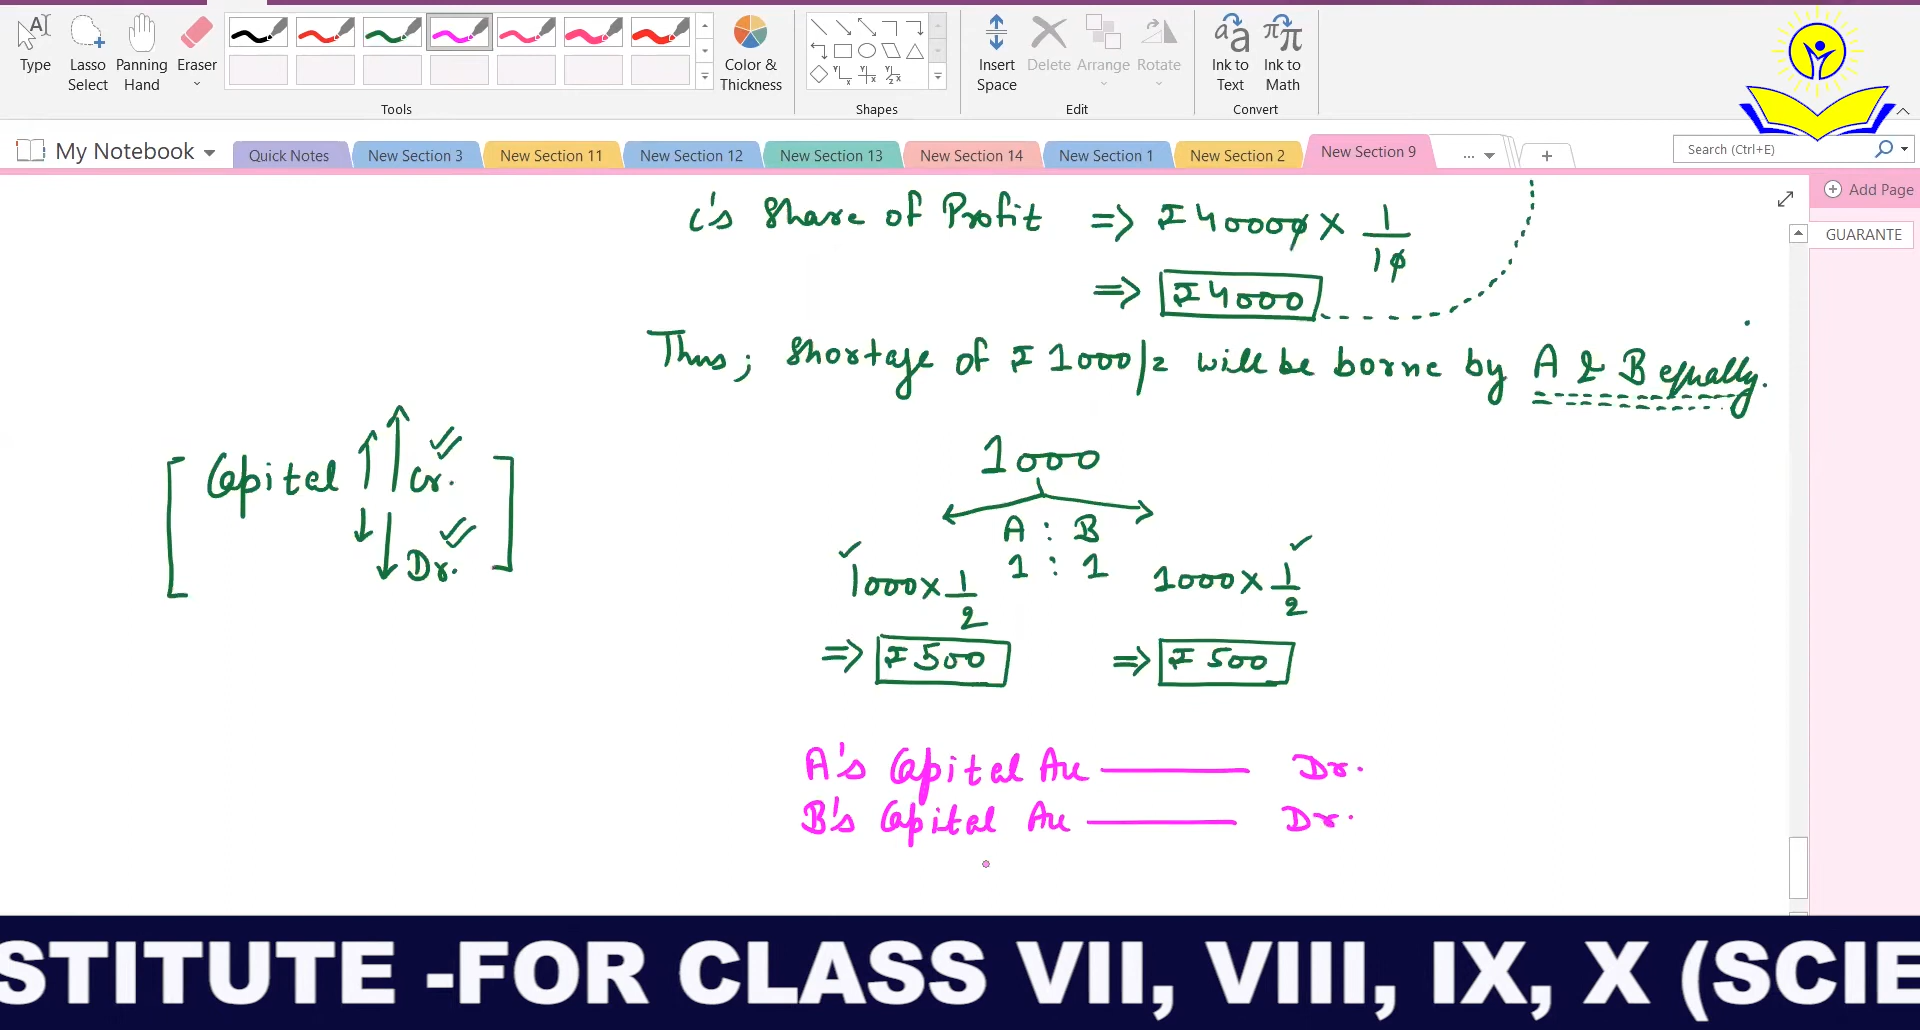 Type
Lasso Select
Panning Hand
Eraser
Color & Thickness
Insert Space
Delete
Arrange
Rotate
Ink to Text
Ink to Math
Tools
Shapes
Edit
Convert
My Notebook
Quick Notes
New Section 3
New Section 11
New Section 12
New Section 13
New Section 14
New Section 1
New Section 2
New Section 9
...
Search (Ctrl+E)
Add Page
GUARANTE
C's Share of Profit => ₹ 40000 × 1/10
=> ₹ 4000
Thus; Shortage of ₹ 1000/= will be borne by A & B equally.
[ Capital ↑↑ Cr.
↓↓ Dr. ]
1000
A : B
1 : 1
1000 × 1/2
1000 × 1/2
=> ₹ 500
=> ₹ 500
A's Capital A/c ——— Dr.
B's Capital A/c ——— Dr.
STITUTE -FOR CLASS VII, VIII, IX, X (SCIE